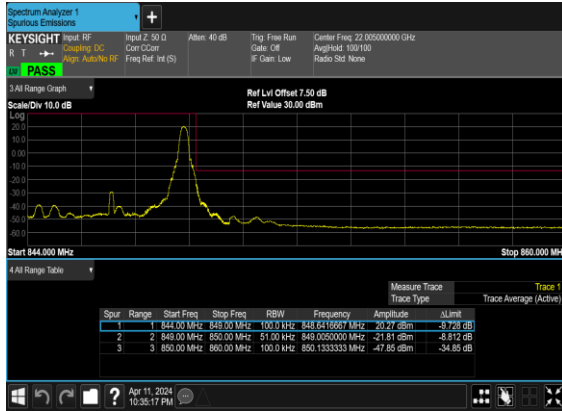 Spectrum Analyzer 1
Spurious Emissions
+
KEYSIGHT Input: RF Input Z: 50 Ω Atten: 40 dB Trig: Free Run Center Freq: 22.005000000 GHz
R T Coupling: DC Corr CCorr Gate: Off Avg|Hold: 100/100
Align: Auto/No RF Freq Ref: Int (S) IF Gain: Low Radio Std: None
PASS
3 All Range Graph
Ref Lvl Offset 7.50 dB
Scale/Div 10.0 dB Ref Value 30.00 dBm
Log
20.0
10.0
0.00
-10.0
-20.0
-30.0
-40.0
-50.0
-60.0
Start 844.000 MHz Stop 860.000 MH
4 All Range Table
Measure Trace Trace 1
Trace Type Trace Average (Active)
Spur Range Start Freq Stop Freq RBW Frequency Amplitude ΔLimit
1 1 844.00 MHz 849.00 MHz 100.0 kHz 848.6416667 MHz 20.27 dBm -9.728 dB
2 2 849.00 MHz 850.00 MHz 51.00 kHz 849.0050000 MHz -21.81 dBm -8.812 dB
3 3 850.00 MHz 860.00 MHz 100.0 kHz 850.1333333 MHz -47.85 dBm -34.85 dB
? Apr 11, 2024
10:35:17 PM